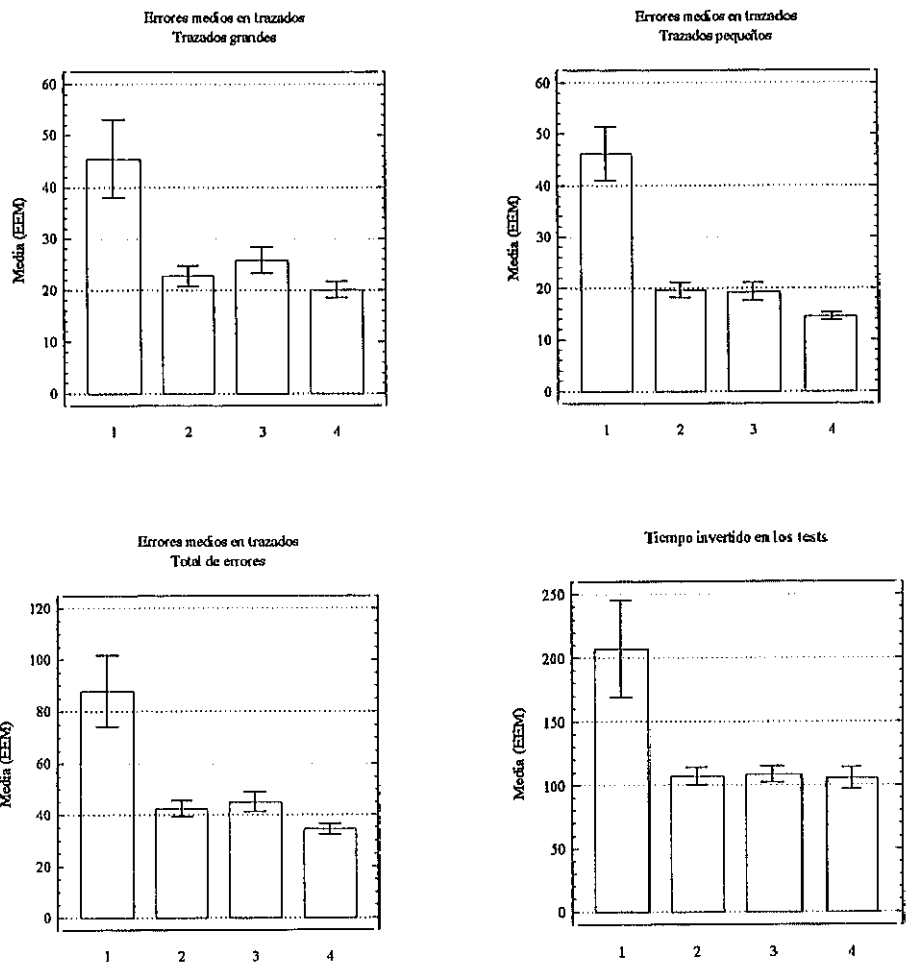 Errores medios en trazados
Trazados grandes
Media (EEM)
60
50
40
30
20
10
0
1 2 3 4
Errores medios en trazados
Trazados pequeños
Media (EEM)
60
50
40
30
20
10
0
1 2 3 4
Errores medios en trazados
Total de errores
Media (EEM)
120
100
80
60
40
20
0
1 2 3 4
Tiempo invertido en los tests
Media (EEM)
250
200
150
100
50
0
1 2 3 4